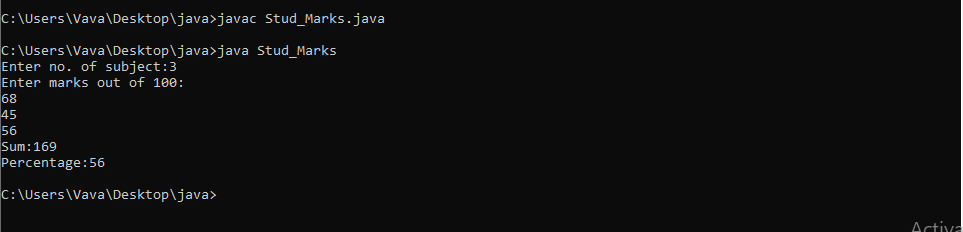 C:\Users\Vava\Desktop\java>javac Stud_Marks.java
C:\Users\Vava\Desktop\java>java Stud_Marks
Enter no. of subject:3
Enter marks out of 100:
68
45
56
Sum:169
Percentage:56
C:\Users\Vava\Desktop\java>
Activa